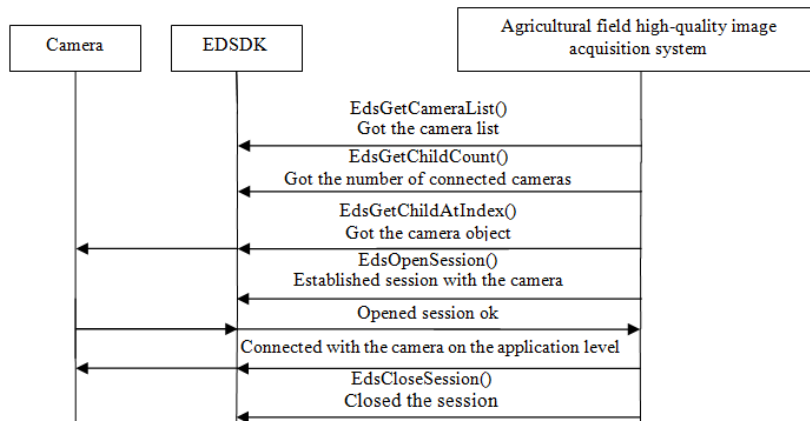 Camera
EDSDK
Agricultural field high-quality image
acquisition system
EdsGetCameraList()
Got the camera list
EdsGetChildCount()
Got the number of connected cameras
EdsGetChildAtIndex()
Got the camera object
EdsOpenSession()
Established session with the camera
Opened session ok
Connected with the camera on the application level
EdsCloseSession()
Closed the session